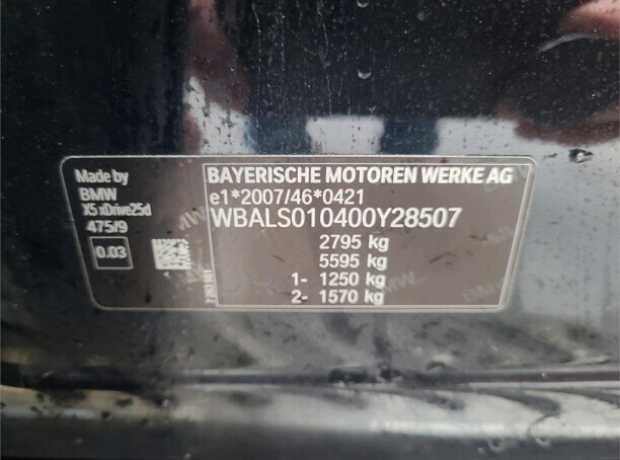 Made by
BMW
X5 xDrive25d
475/9
0.03
BAYERISCHE MOTOREN WERKE AG
e1*2007/46*0421
WBALS010400Y28507
2795 kg
5595 kg
1- 1250 kg
2- 1570 kg